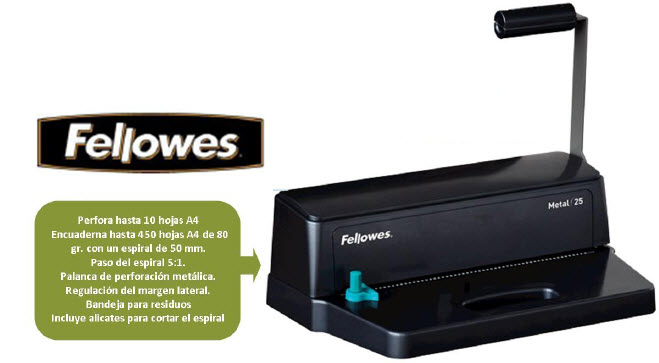 Fellowes.
Perfora hasta 10 hojas A4
Encuaderna hasta 450 hojas A4 de 80
gr. con un espiral de 50 mm.
Paso del espiral 5:1.
Palanca de perforación metálica.
Regulación del margen lateral.
Bandeja para residuos
Incluye alicates para cortar el espiral
Metal / 25
Fellowes.